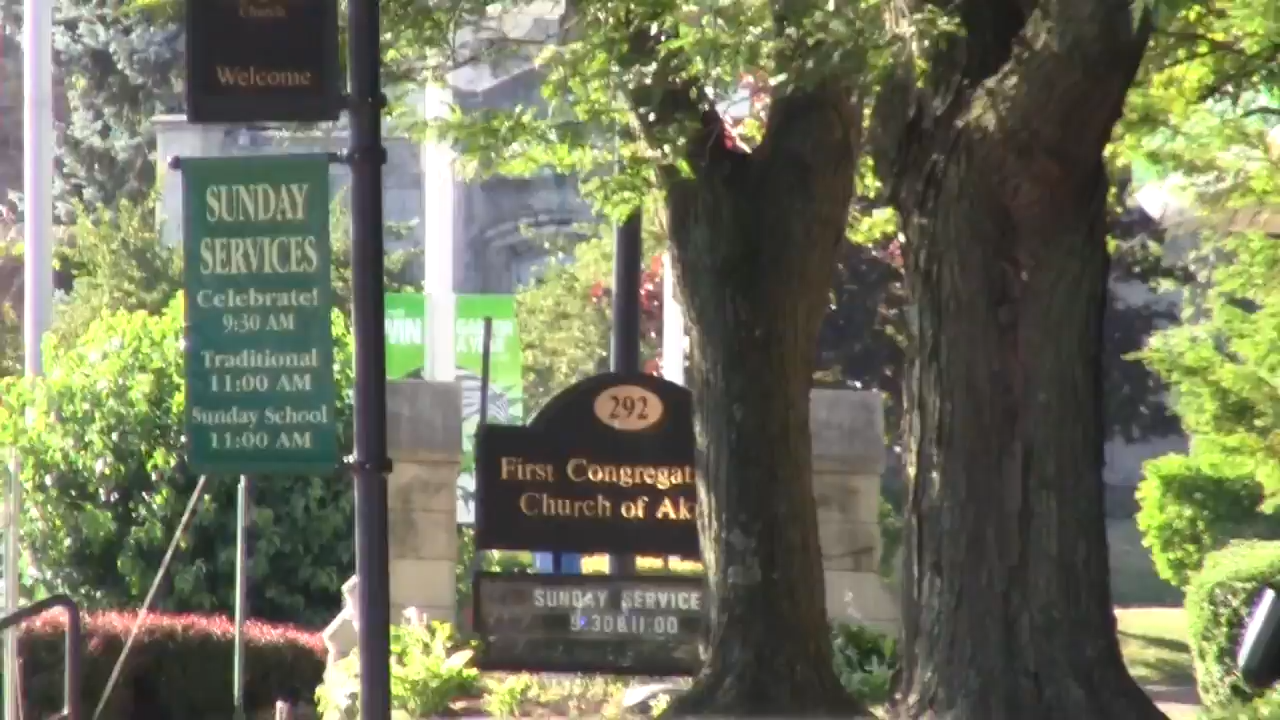 Church
Welcome
SUNDAY
SERVICES
Celebrate!
9:30 AM
Traditional
11:00 AM
Sunday School
11:00 AM
292
First Congregat
Church of Ak
SUNDAY SERVICE
9:30&11:00